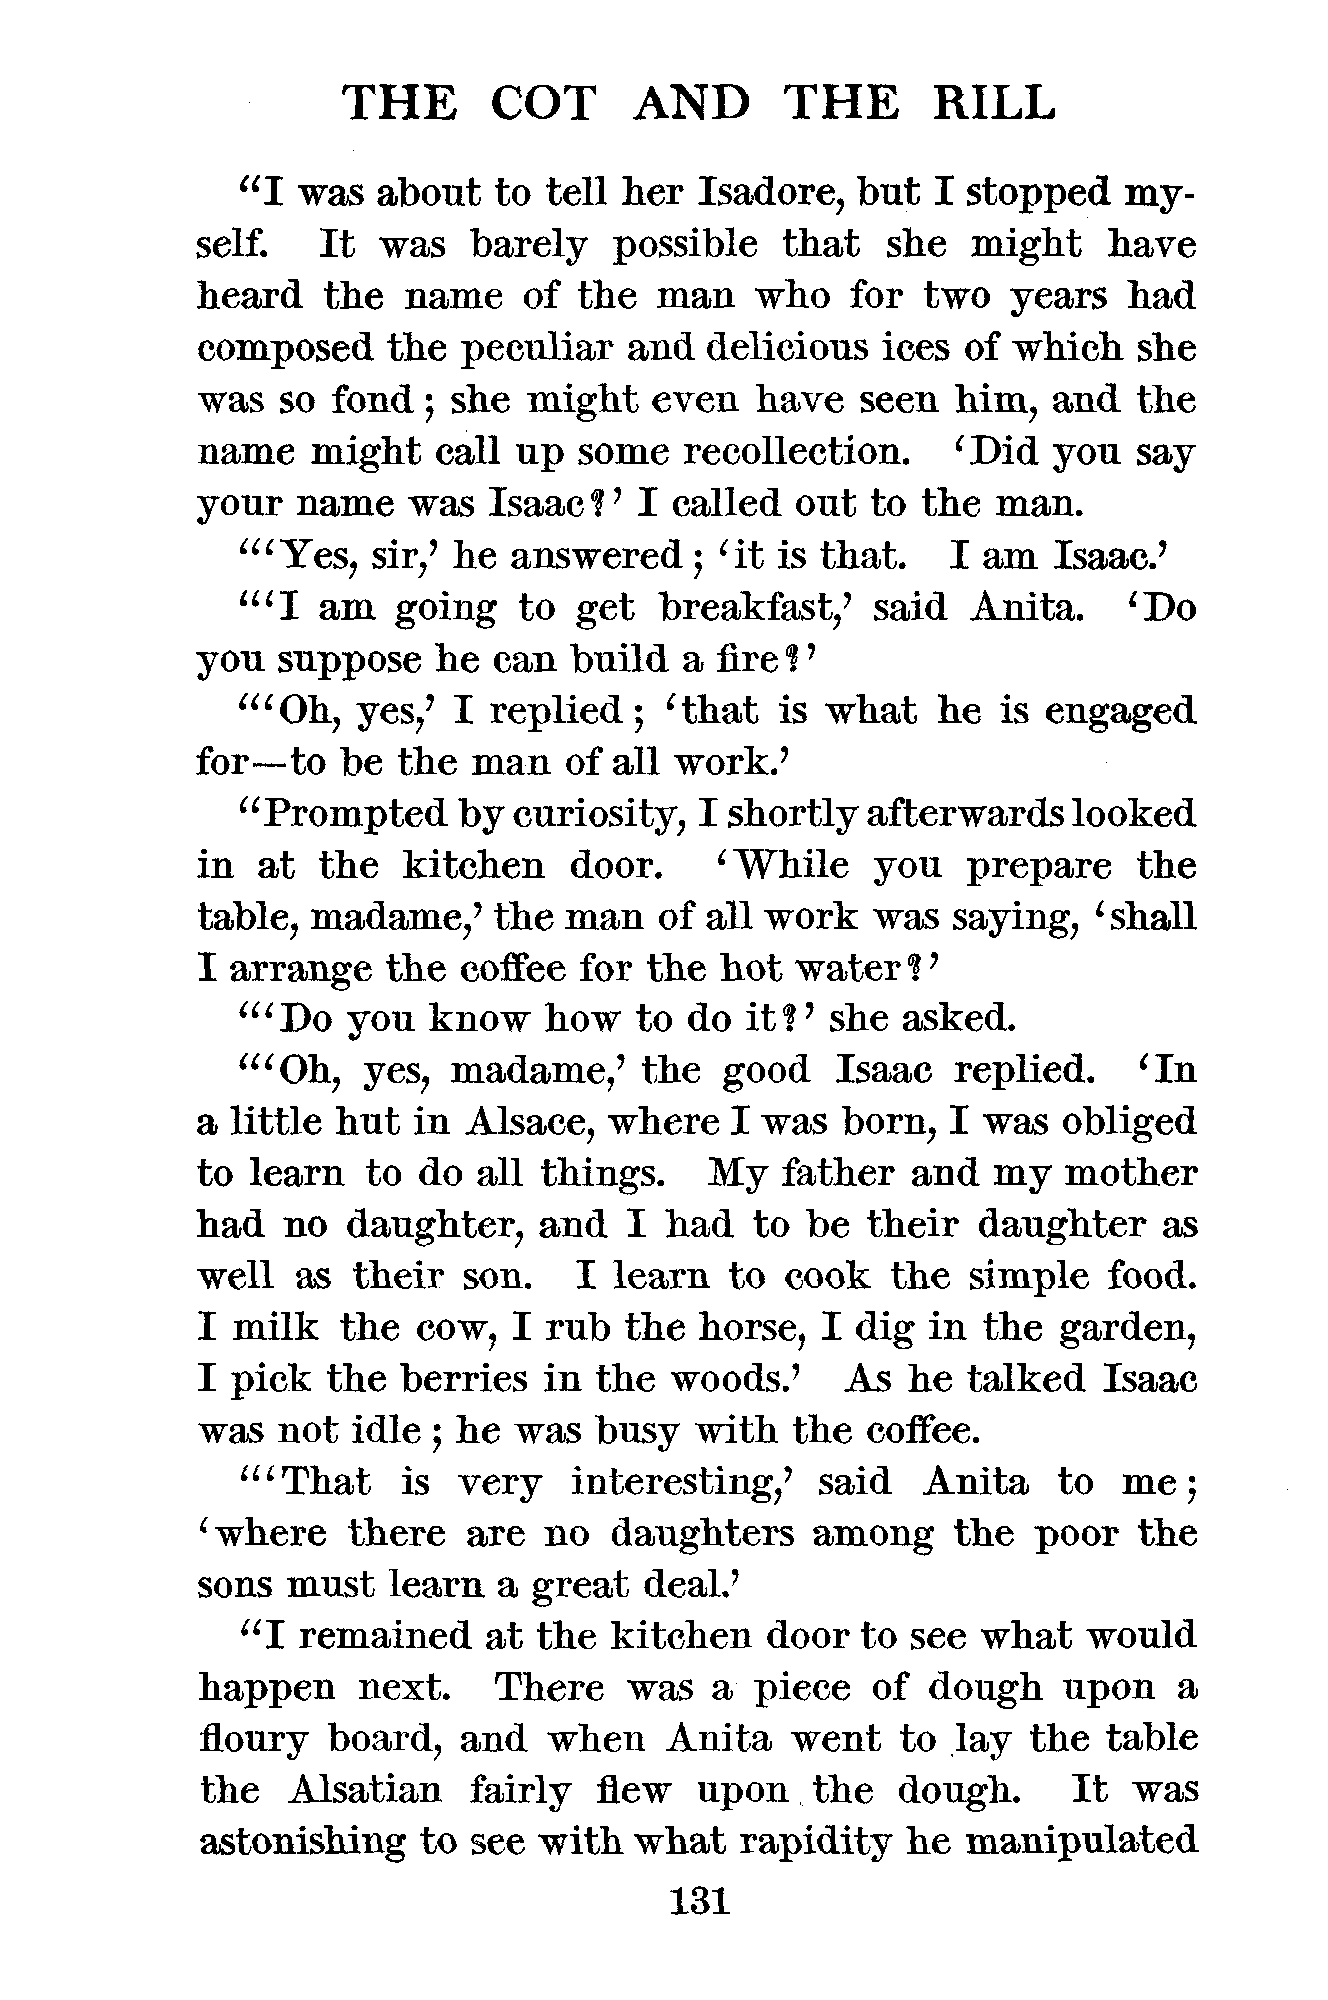 THE COT AND THE RILL
“I was about to tell her Isadore, but I stopped my-
self. It was barely possible that she might have
heard the name of the man who for two years had
composed the peculiar and delicious ices of which she
was so fond ; she might even have seen him, and the
name might call up some recollection. ‘Did you say
your name was Isaac?’ I called out to the man.
“‘Yes, sir,’ he answered ; ‘it is that. I am Isaac.’
“‘I am going to get breakfast,’ said Anita. ‘Do
you suppose he can build a fire?’
“‘Oh, yes,’ I replied ; ‘that is what he is engaged
for—to be the man of all work.’
“Prompted by curiosity, I shortly afterwards looked
in at the kitchen door. ‘While you prepare the
table, madame,’ the man of all work was saying, ‘shall
I arrange the coffee for the hot water?’
“‘Do you know how to do it?’ she asked.
“‘Oh, yes, madame,’ the good Isaac replied. ‘In
a little hut in Alsace, where I was born, I was obliged
to learn to do all things. My father and my mother
had no daughter, and I had to be their daughter as
well as their son. I learn to cook the simple food.
I milk the cow, I rub the horse, I dig in the garden,
I pick the berries in the woods.’ As he talked Isaac
was not idle ; he was busy with the coffee.
“‘That is very interesting,’ said Anita to me ;
‘where there are no daughters among the poor the
sons must learn a great deal.’
“I remained at the kitchen door to see what would
happen next. There was a piece of dough upon a
floury board, and when Anita went to lay the table
the Alsatian fairly flew upon the dough. It was
astonishing to see with what rapidity he manipulated
131